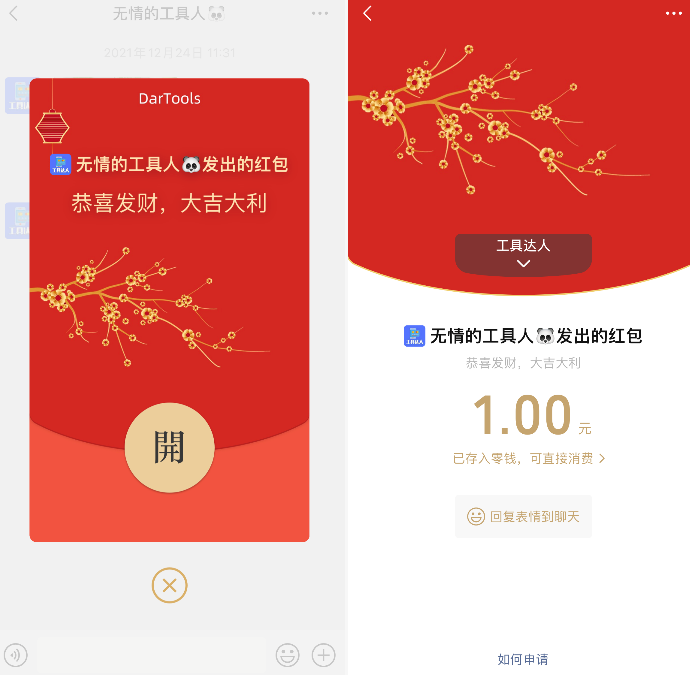 无情的工具人🐼
2021年12月24日 11:31
DarTools
无情的工具人🐼发出的红包
恭喜发财，大吉大利
開
工具达人
无情的工具人🐼发出的红包
恭喜发财，大吉大利
1.00元
已存入零钱，可直接消费
回复表情到聊天
如何申请